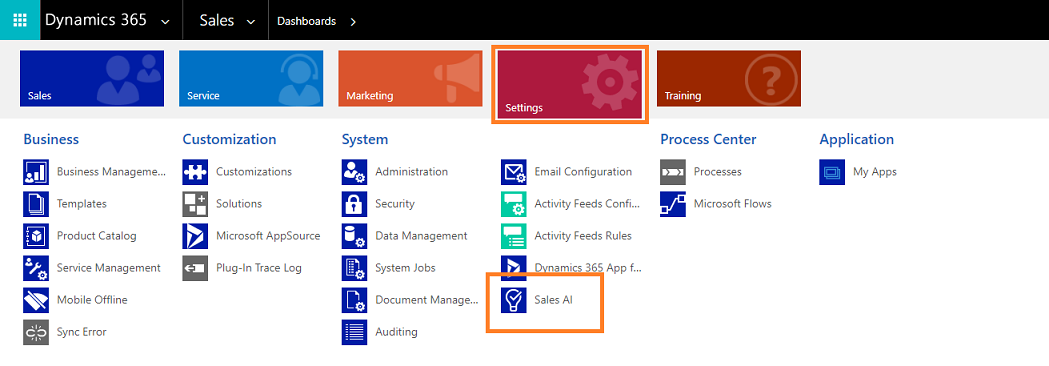 Dynamics 365 Sales Dashboards
Sales Service Marketing Settings Training
Business Customization System Process Center Application
Business Manageme... Customizations Administration Email Configuration Processes My Apps
Templates Solutions Security Activity Feeds Confi... Microsoft Flows
Product Catalog Microsoft AppSource Data Management Activity Feeds Rules
Service Management Plug-In Trace Log System Jobs Dynamics 365 App f...
Mobile Offline Document Manage... Sales AI
Sync Error Auditing